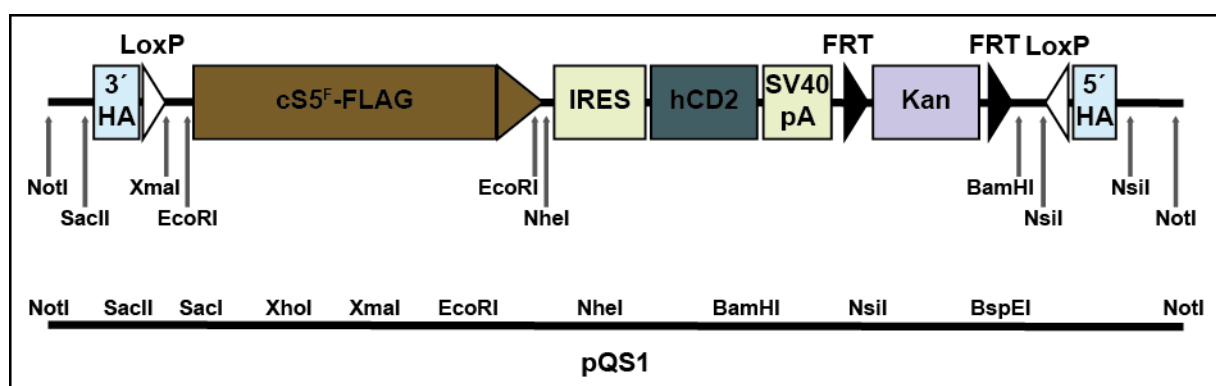 LoxP FRT FRT LoxP
3´ HA cS5ᶠ-FLAG IRES hCD2 SV40 pA Kan 5´ HA
NotI XmaI EcoRI BamHI NsiI
SacII EcoRI NheI NsiI NotI
NotI SacII SacI XhoI XmaI EcoRI NheI BamHI NsiI BspEI NotI
pQS1